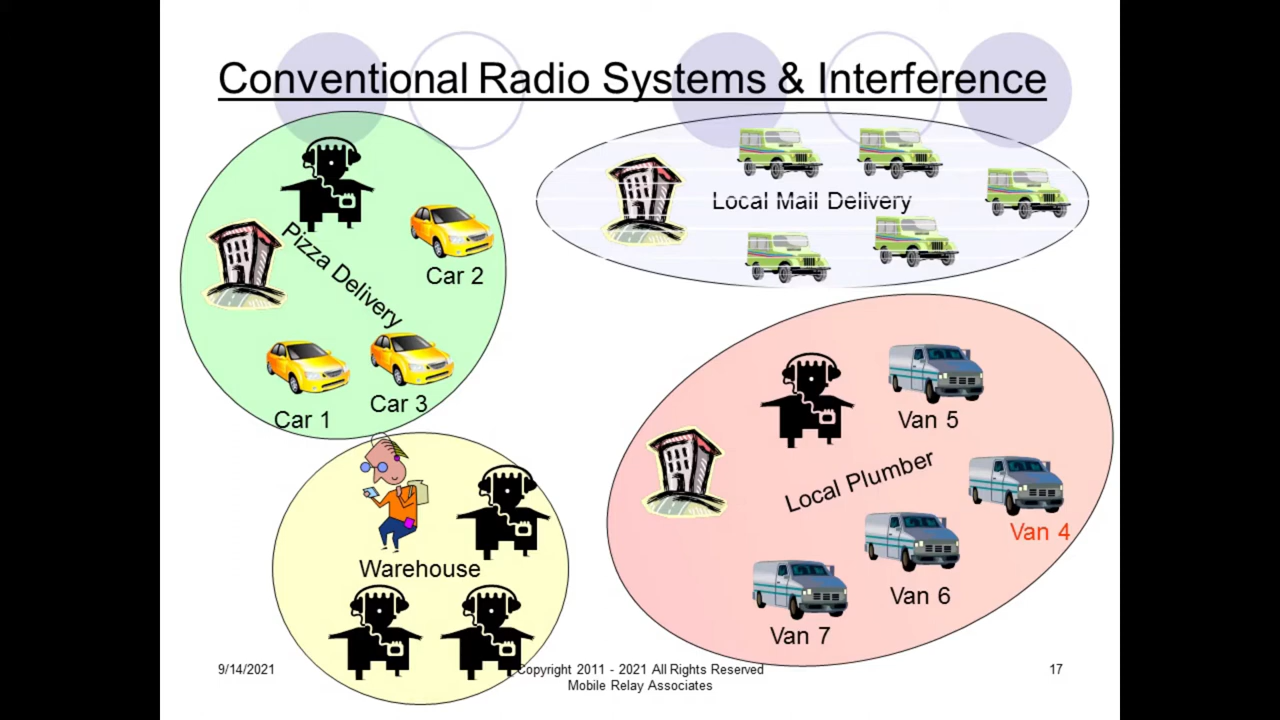 Conventional Radio Systems & Interference
Pizza Delivery
Car 2
Car 1
Car 3
Local Mail Delivery
Van 5
Local Plumber
Van 4
Van 6
Van 7
Warehouse
9/14/2021
Copyright 2011 - 2021 All Rights Reserved
Mobile Relay Associates
17